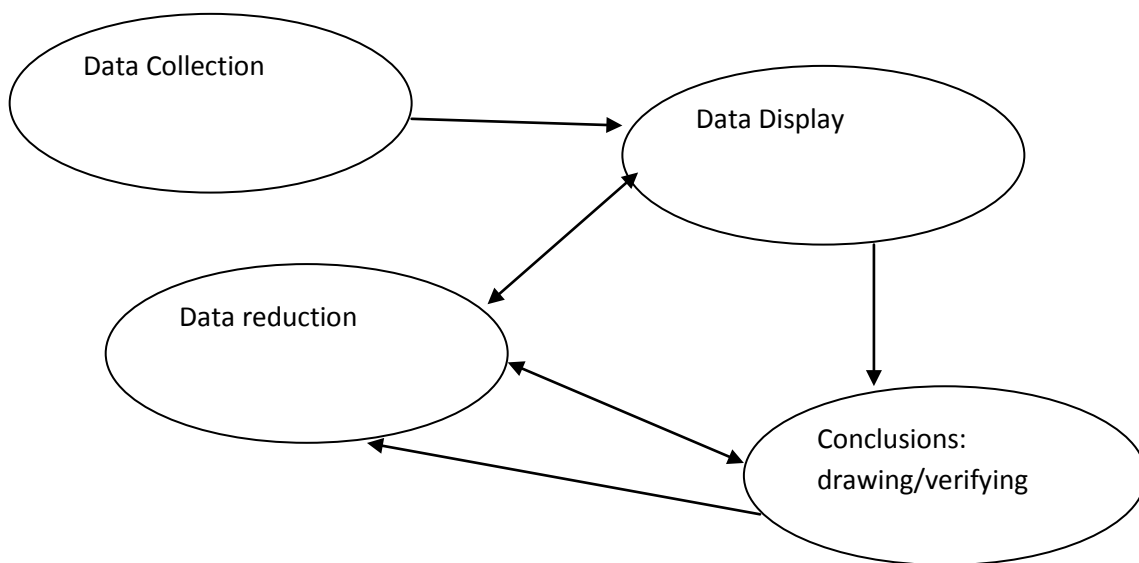 Data Collection
Data Display
Data reduction
Conclusions:
drawing/verifying